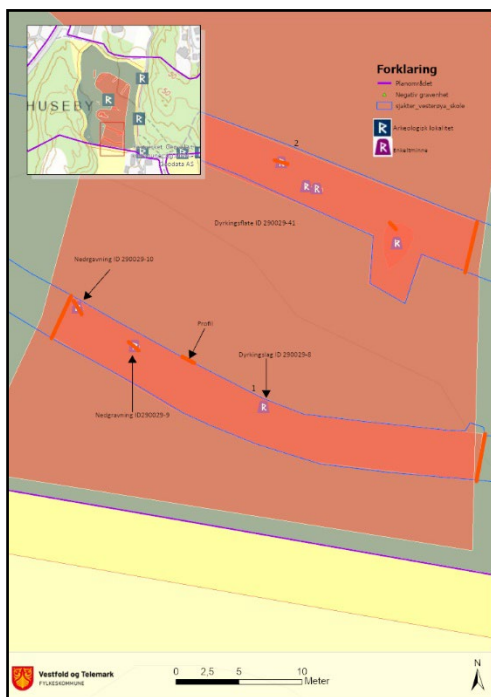 HUSEBY
Forklaring
Planområdet
Negativ gravenhet
sjakter_vesterøya_skole
Arkeologisk lokalitet
Enkeltminne
2
Dyrkingsflate ID 290029-41
Nedgravning ID 290029-10
Profil
Dyrkingslag ID 290029-8
1
Nedgravning ID290029-9
Vestfold og Telemark
FYLKESKOMMUNE
0 2,5 5 10
Meter
N